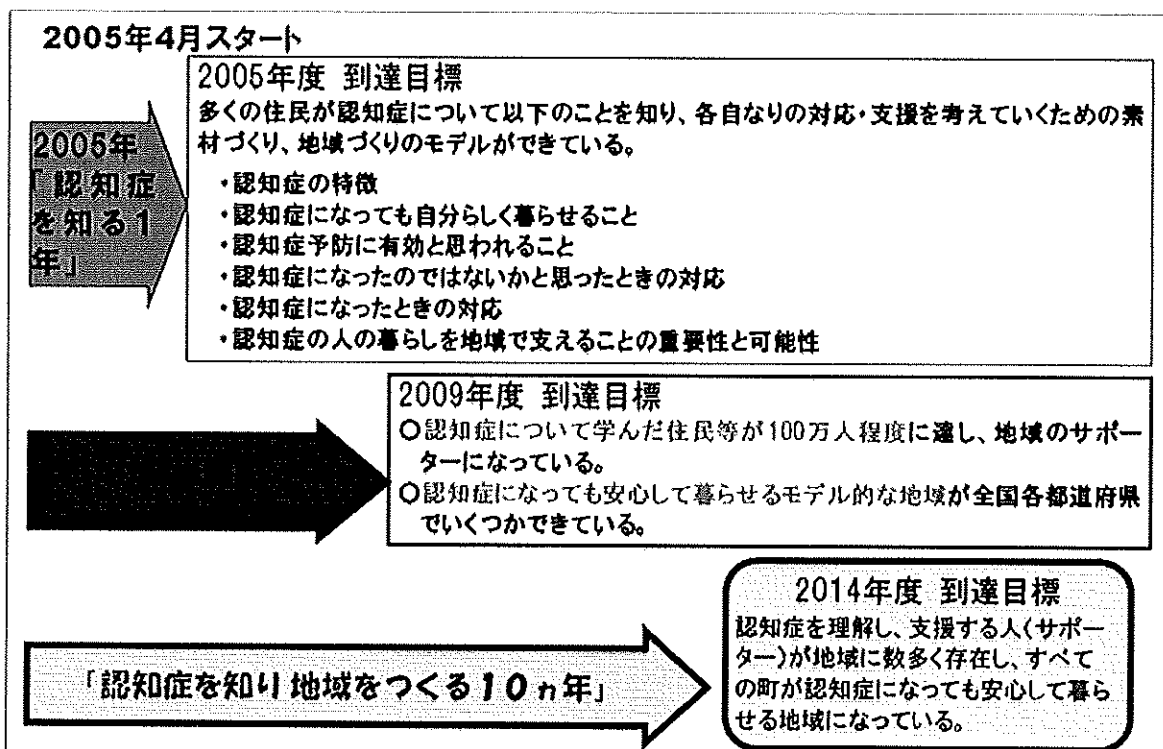 2005年4月スタート
2005年
「認知症
を知る1
年」
2005年度 到達目標
多くの住民が認知症について以下のことを知り、各自なりの対応・支援を考えていくための素
材づくり、地域づくりのモデルができている。
・認知症の特徴
・認知症になっても自分らしく暮らせること
・認知症予防に有効と思われること
・認知症になったのではないかと思ったときの対応
・認知症になったときの対応
・認知症の人の暮らしを地域で支えることの重要性と可能性
2009年度 到達目標
○認知症について学んだ住民等が100万人程度に達し、地域のサポー
ターになっている。
○認知症になっても安心して暮らせるモデル的な地域が全国各都道府県
でいくつかできている。
「認知症を知り地域をつくる10n年」
2014年度 到達目標
認知症を理解し、支援する人(サポー
ター)が地域に数多く存在し、すべて
の町が認知症になっても安心して暮ら
せる地域になっている。